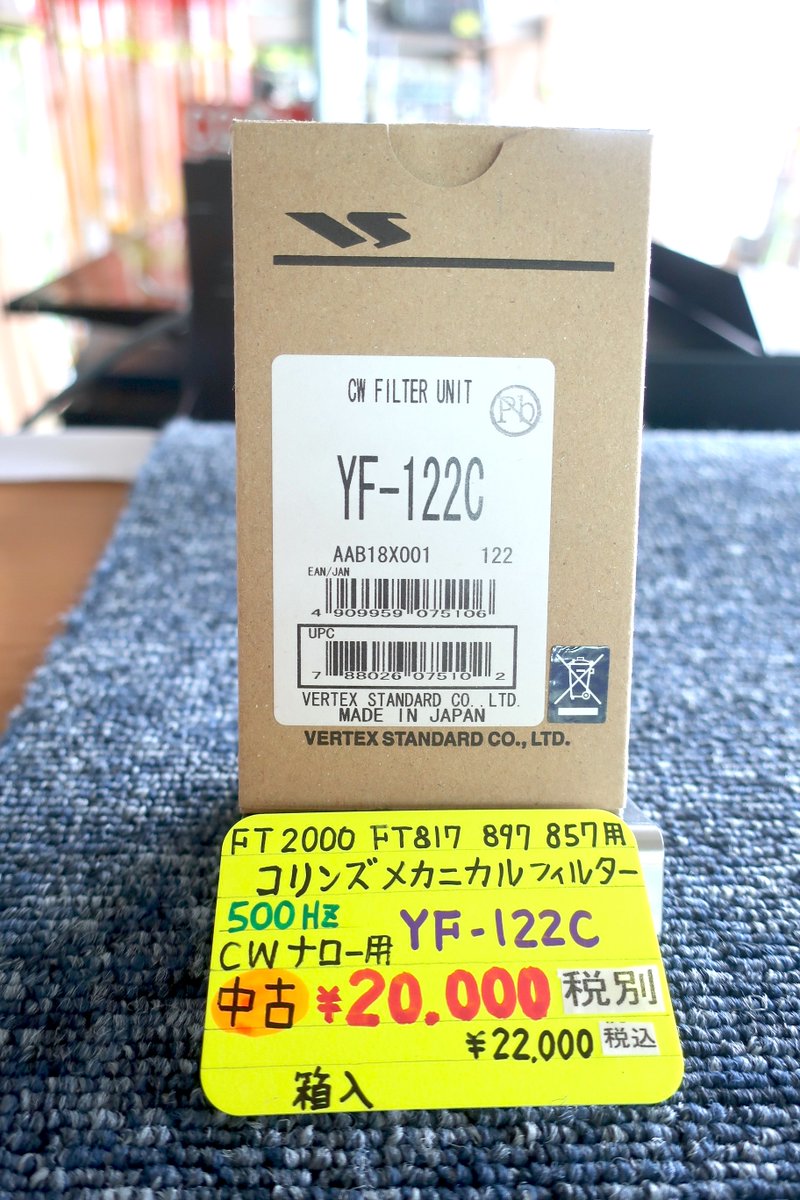 VS
CW FILTER UNIT
Pb
YF-122C
AAB18X001 122
EAN/JAN
4 909959 075106
UPC
7 88026 07510 2
VERTEX STANDARD CO.,LTD.
MADE IN JAPAN
VERTEX STANDARD CO., LTD.
FT2000 FT817 897 857用
コリンズメカニカルフィルター
500HZ YF-122C
CWナロー用
中古 ¥20.000 税別
¥22,000 税込
箱入